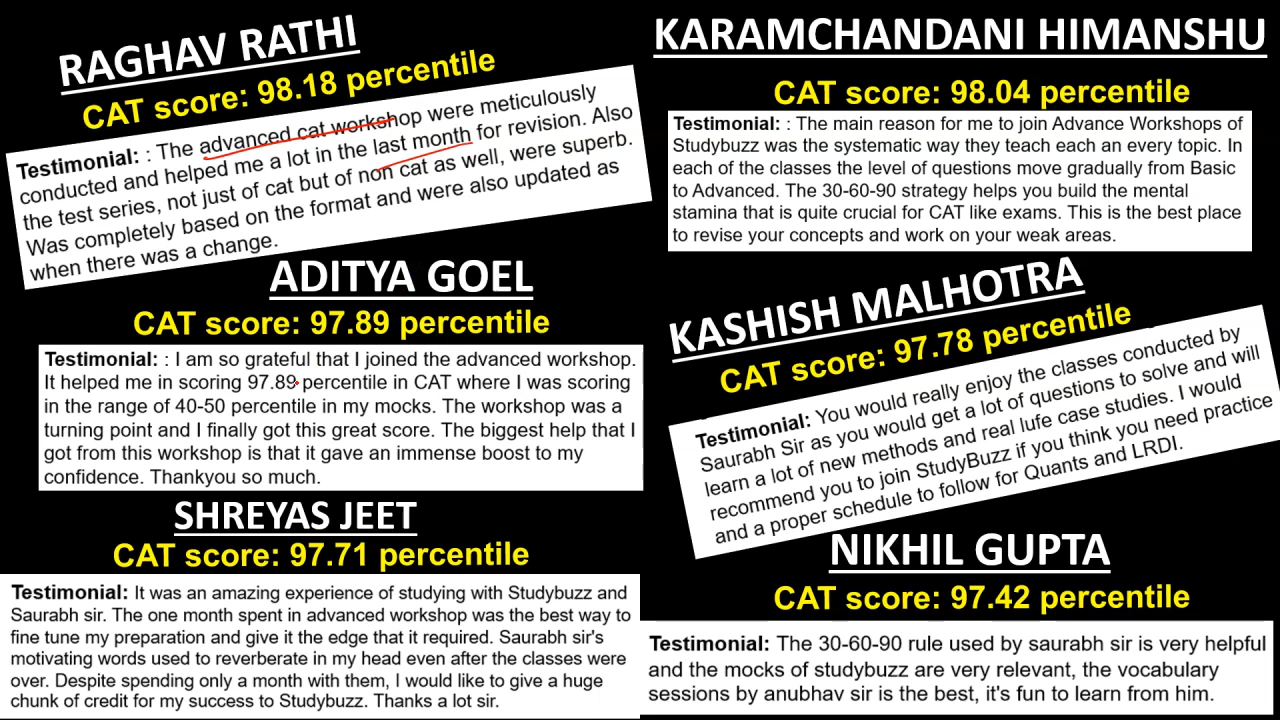 RAGHAV RATHI
CAT score: 98.18 percentile
Testimonial: : The advanced cat workshop were meticulously
conducted and helped me a lot in the last month for revision. Also
the test series, not just of cat but of non cat as well, were superb.
Was completely based on the format and were also updated as
when there was a change.
KARAMCHANDANI HIMANSHU
CAT score: 98.04 percentile
Testimonial: : The main reason for me to join Advance Workshops of
Studybuzz was the systematic way they teach each an every topic. In
each of the classes the level of questions move gradually from Basic
to Advanced. The 30-60-90 strategy helps you build the mental
stamina that is quite crucial for CAT like exams. This is the best place
to revise your concepts and work on your weak areas.
ADITYA GOEL
CAT score: 97.89 percentile
Testimonial: : I am so grateful that I joined the advanced workshop.
It helped me in scoring 97.89 percentile in CAT where I was scoring
in the range of 40-50 percentile in my mocks. The workshop was a
turning point and I finally got this great score. The biggest help that I
got from this workshop is that it gave an immense boost to my
confidence. Thankyou so much.
KASHISH MALHOTRA
CAT score: 97.78 percentile
Testimonial: You would really enjoy the classes conducted by
Saurabh Sir as you would get a lot of questions to solve and will
learn a lot of new methods and real lufe case studies. I would
recommend you to join StudyBuzz if you think you need practice
and a proper schedule to follow for Quants and LRDI.
SHREYAS JEET
CAT score: 97.71 percentile
Testimonial: It was an amazing experience of studying with Studybuzz and
Saurabh sir. The one month spent in advanced workshop was the best way to
fine tune my preparation and give it the edge that it required. Saurabh sir's
motivating words used to reverberate in my head even after the classes were
over. Despite spending only a month with them, I would like to give a huge
chunk of credit for my success to Studybuzz. Thanks a lot sir.
NIKHIL GUPTA
CAT score: 97.42 percentile
Testimonial: The 30-60-90 rule used by saurabh sir is very helpful
and the mocks of studybuzz are very relevant, the vocabulary
sessions by anubhav sir is the best, it's fun to learn from him.